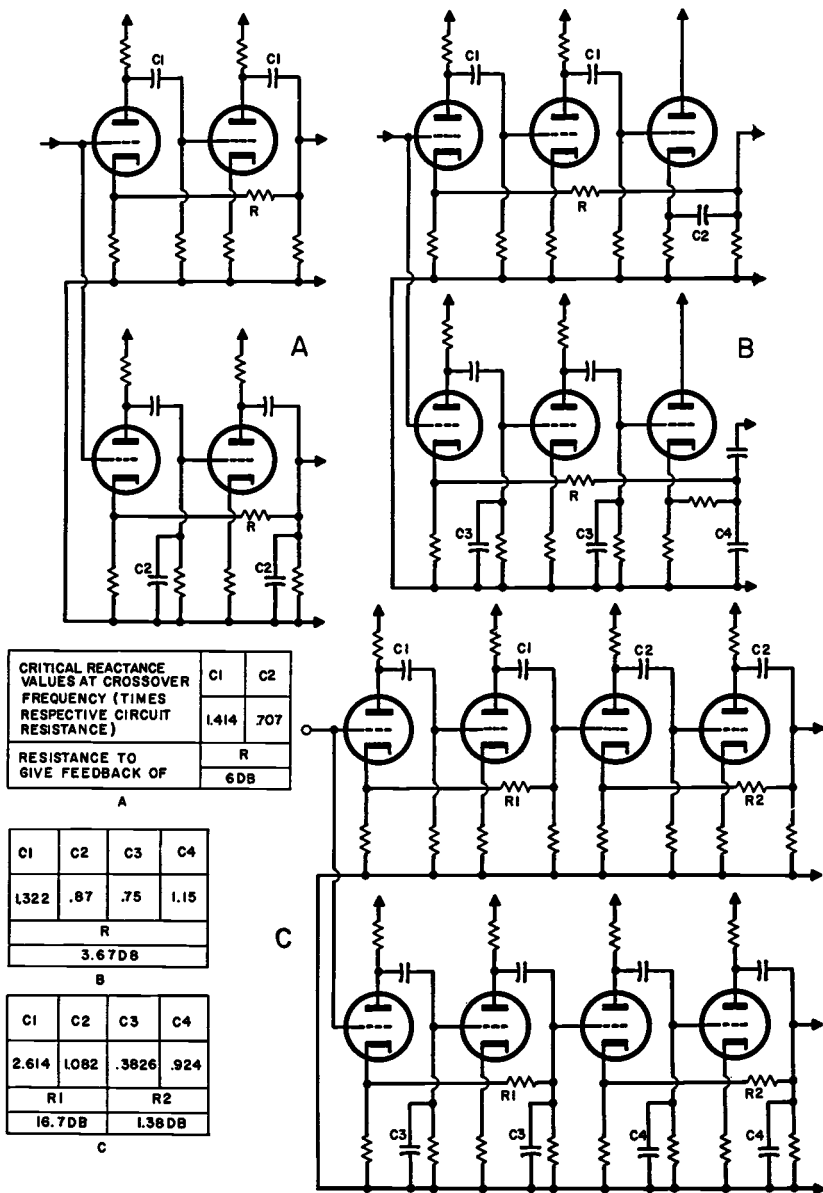 C1
C1
R
A
R
C2
C2
C1
C1
R
C2
B
R
C3
C3
C4
CRITICAL REACTANCE
VALUES AT CROSSOVER
FREQUENCY (TIMES
RESPECTIVE CIRCUIT
RESISTANCE)
C1 C2
1.414 .707
RESISTANCE TO
GIVE FEEDBACK OF
R
6DB
A
C1 C2 C3 C4
1.322 .87 .75 1.15
R
3.67DB
B
C1 C2 C3 C4
2.614 1.082 .3826 .924
R1 R2
16.7DB 1.38DB
C
C
C1
C1
C2
C2
R1
R2
R1
R2
C3
C3
C4
C4